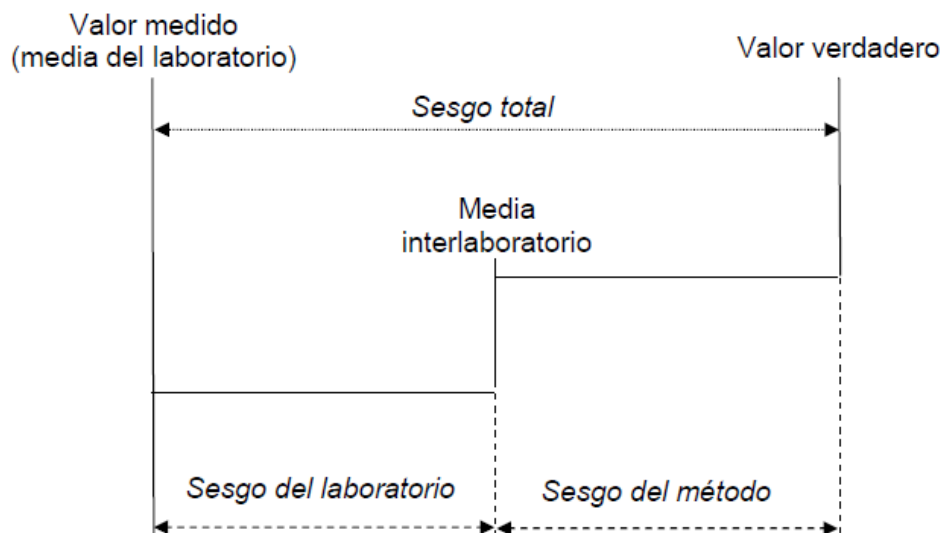 Valor medido
(media del laboratorio)
Valor verdadero
Sesgo total
Media
interlaboratorio
Sesgo del laboratorio
Sesgo del método